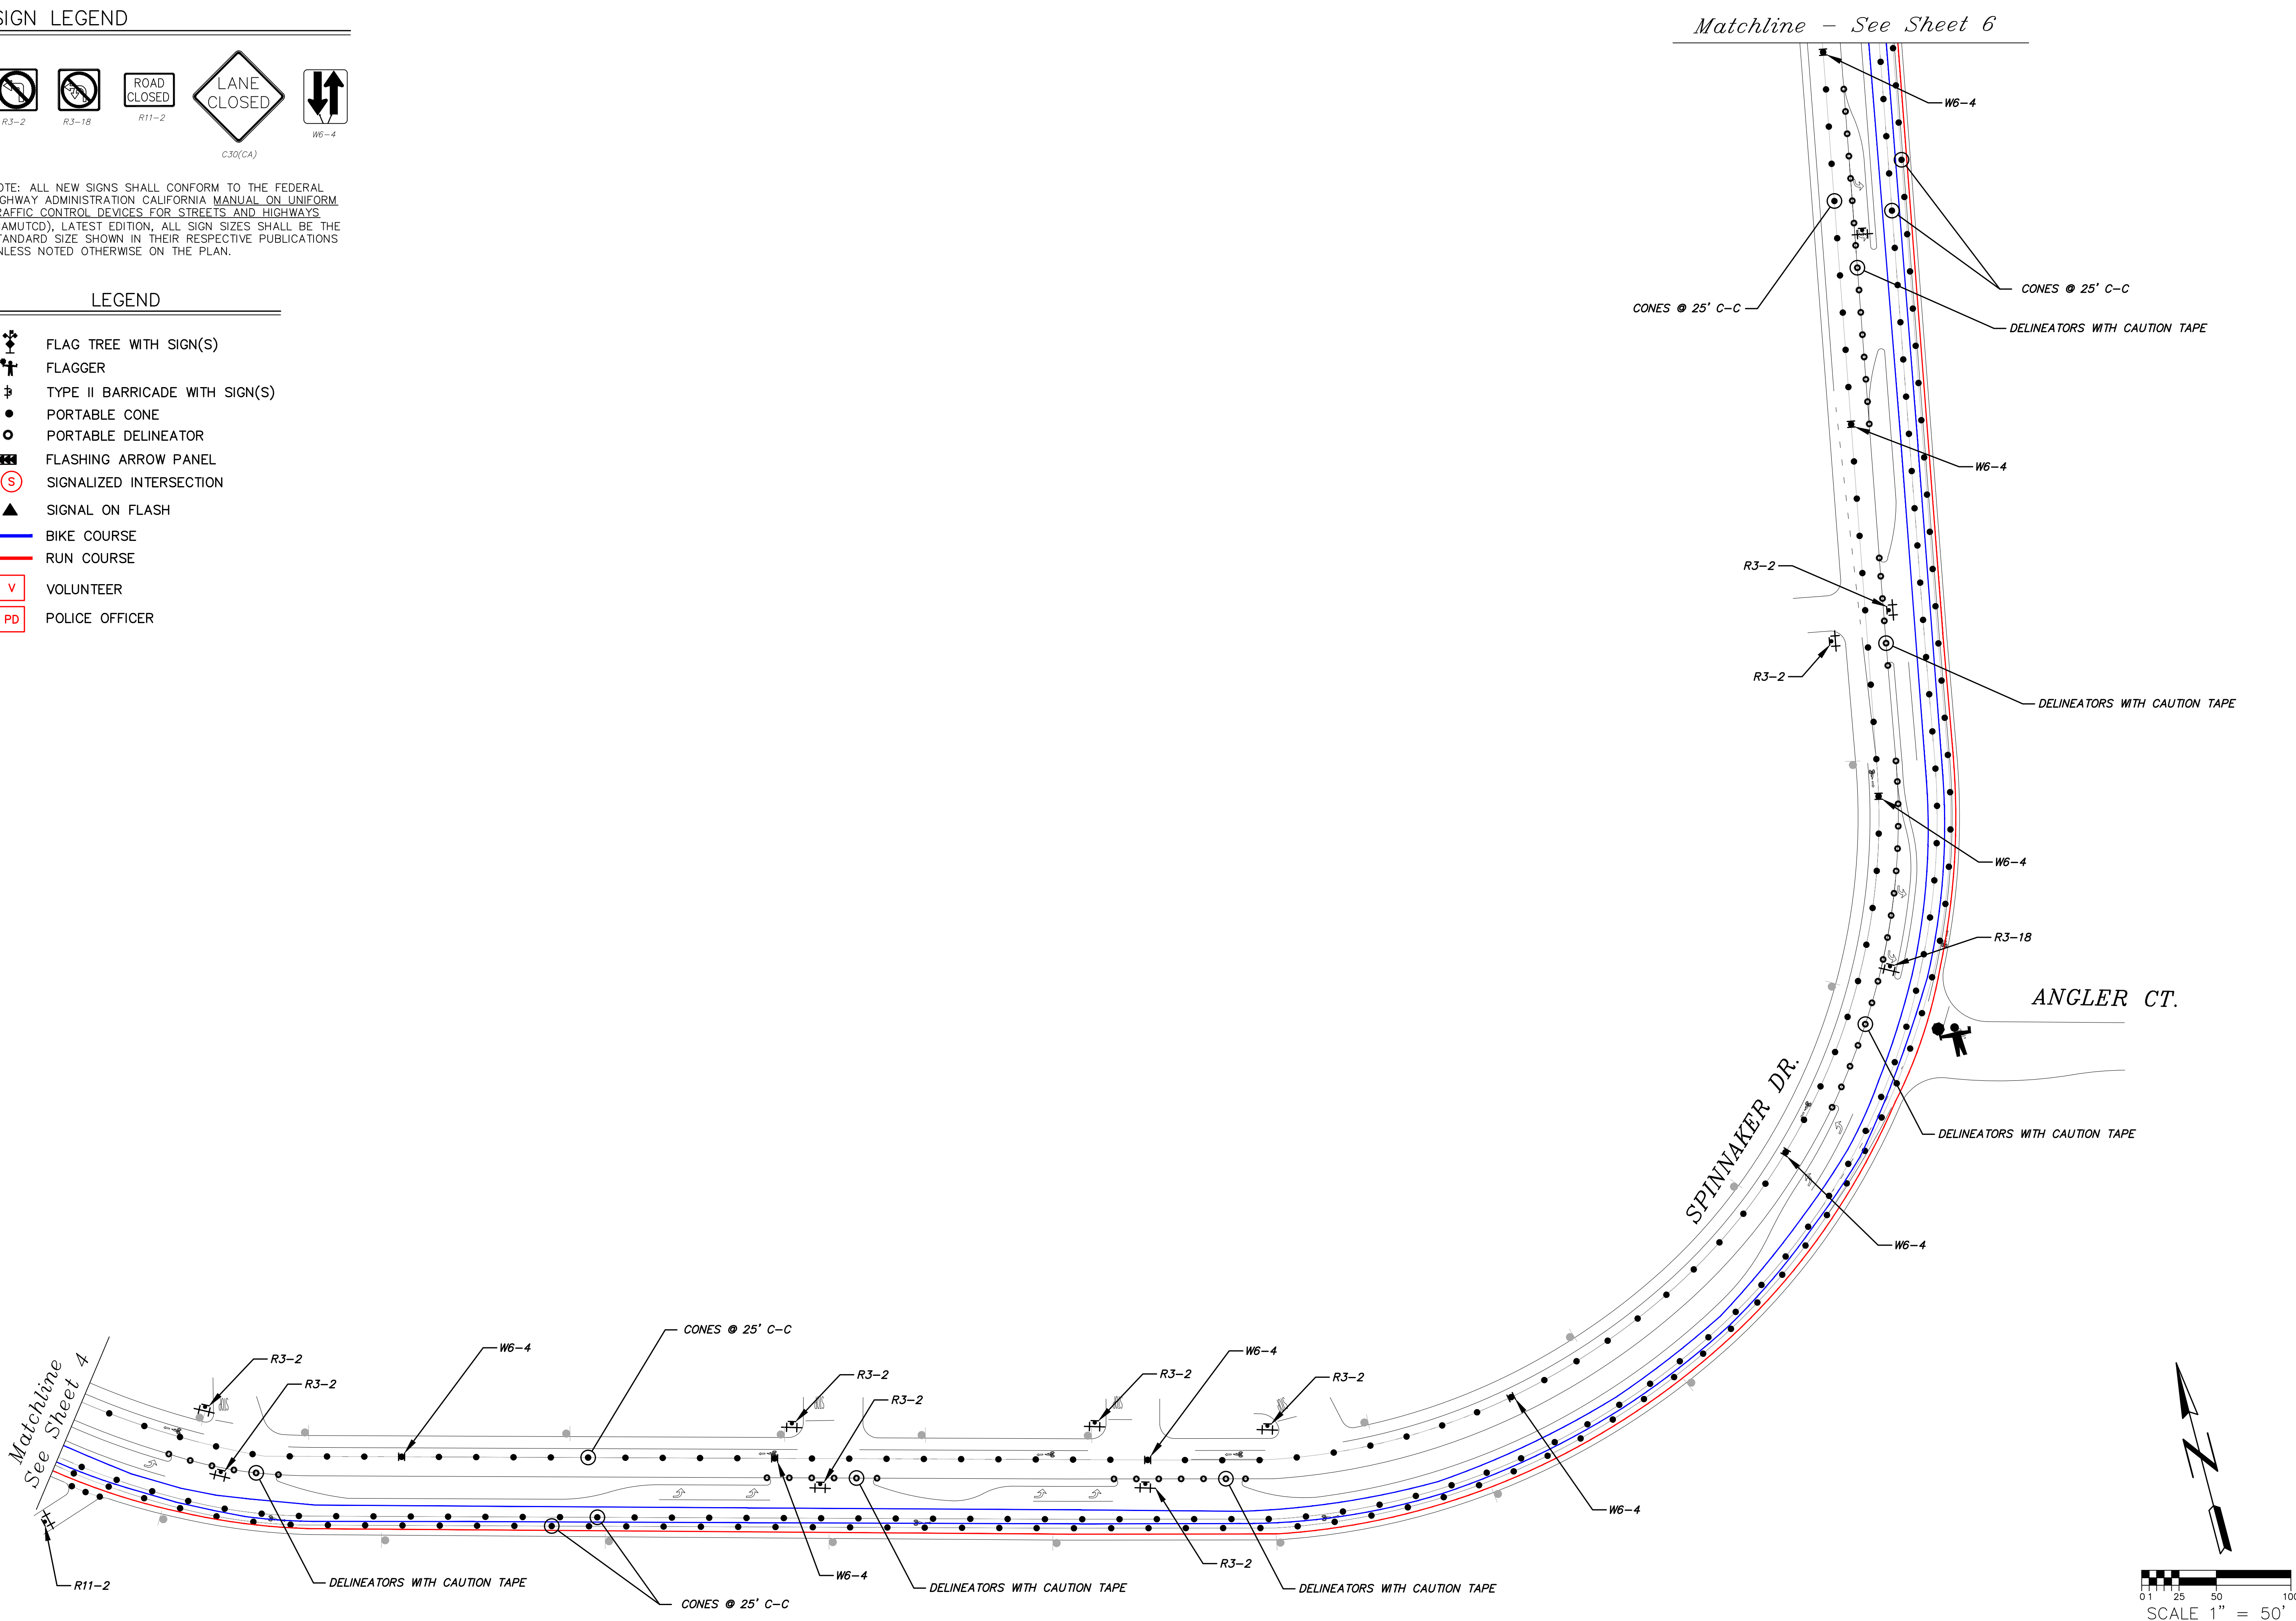 SIGN LEGEND
R3-2
R3-18
ROAD
CLOSED
R11-2
LANE
CLOSED
C30(CA)
W6-4
OTE: ALL NEW SIGNS SHALL CONFORM TO THE FEDERAL
GHWAY ADMINISTRATION CALIFORNIA MANUAL ON UNIFORM
RAFFIC CONTROL DEVICES FOR STREETS AND HIGHWAYS
AMUTCD), LATEST EDITION, ALL SIGN SIZES SHALL BE THE
TANDARD SIZE SHOWN IN THEIR RESPECTIVE PUBLICATIONS
NLESS NOTED OTHERWISE ON THE PLAN.
LEGEND
FLAG TREE WITH SIGN(S)
FLAGGER
TYPE II BARRICADE WITH SIGN(S)
PORTABLE CONE
PORTABLE DELINEATOR
FLASHING ARROW PANEL
S SIGNALIZED INTERSECTION
SIGNAL ON FLASH
BIKE COURSE
RUN COURSE
V VOLUNTEER
PD POLICE OFFICER
Matchline - See Sheet 6
W6-4
CONES @ 25' C-C
CONES @ 25' C-C
DELINEATORS WITH CAUTION TAPE
W6-4
R3-2
R3-2
DELINEATORS WITH CAUTION TAPE
W6-4
R3-18
ANGLER CT.
SPINNAKER DR.
DELINEATORS WITH CAUTION TAPE
W6-4
W6-4
Matchline
See Sheet 4
R3-2
R3-2
W6-4
CONES @ 25' C-C
R3-2
R3-2
R3-2
W6-4
R3-2
R11-2
DELINEATORS WITH CAUTION TAPE
CONES @ 25' C-C
W6-4
DELINEATORS WITH CAUTION TAPE
R3-2
DELINEATORS WITH CAUTION TAPE
N
0 1 25 50 100
SCALE 1" = 50'